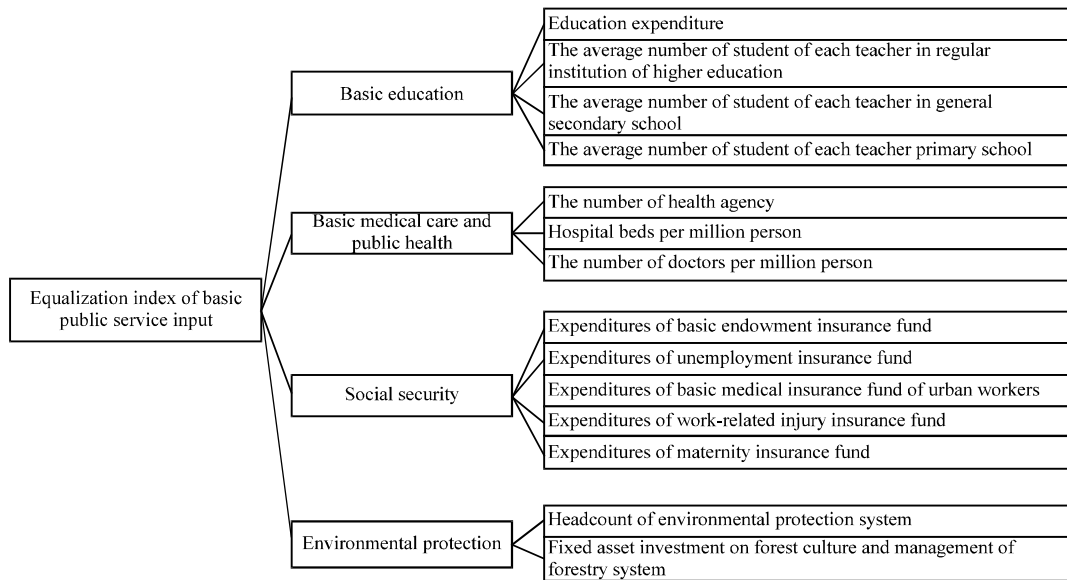 Education expenditure
The average number of student of each teacher in regular
institution of higher education
Basic education
The average number of student of each teacher in general
secondary school
The average number of student of each teacher primary school
The number of health agency
Basic medical care and
public health
Hospital beds per million person
The number of doctors per million person
Equalization index of basic
public service input
Expenditures of basic endowment insurance fund
Expenditures of unemployment insurance fund
Social security
Expenditures of basic medical insurance fund of urban workers
Expenditures of work-related injury insurance fund
Expenditures of maternity insurance fund
Headcount of environmental protection system
Environmental protection
Fixed asset investment on forest culture and management of
forestry system